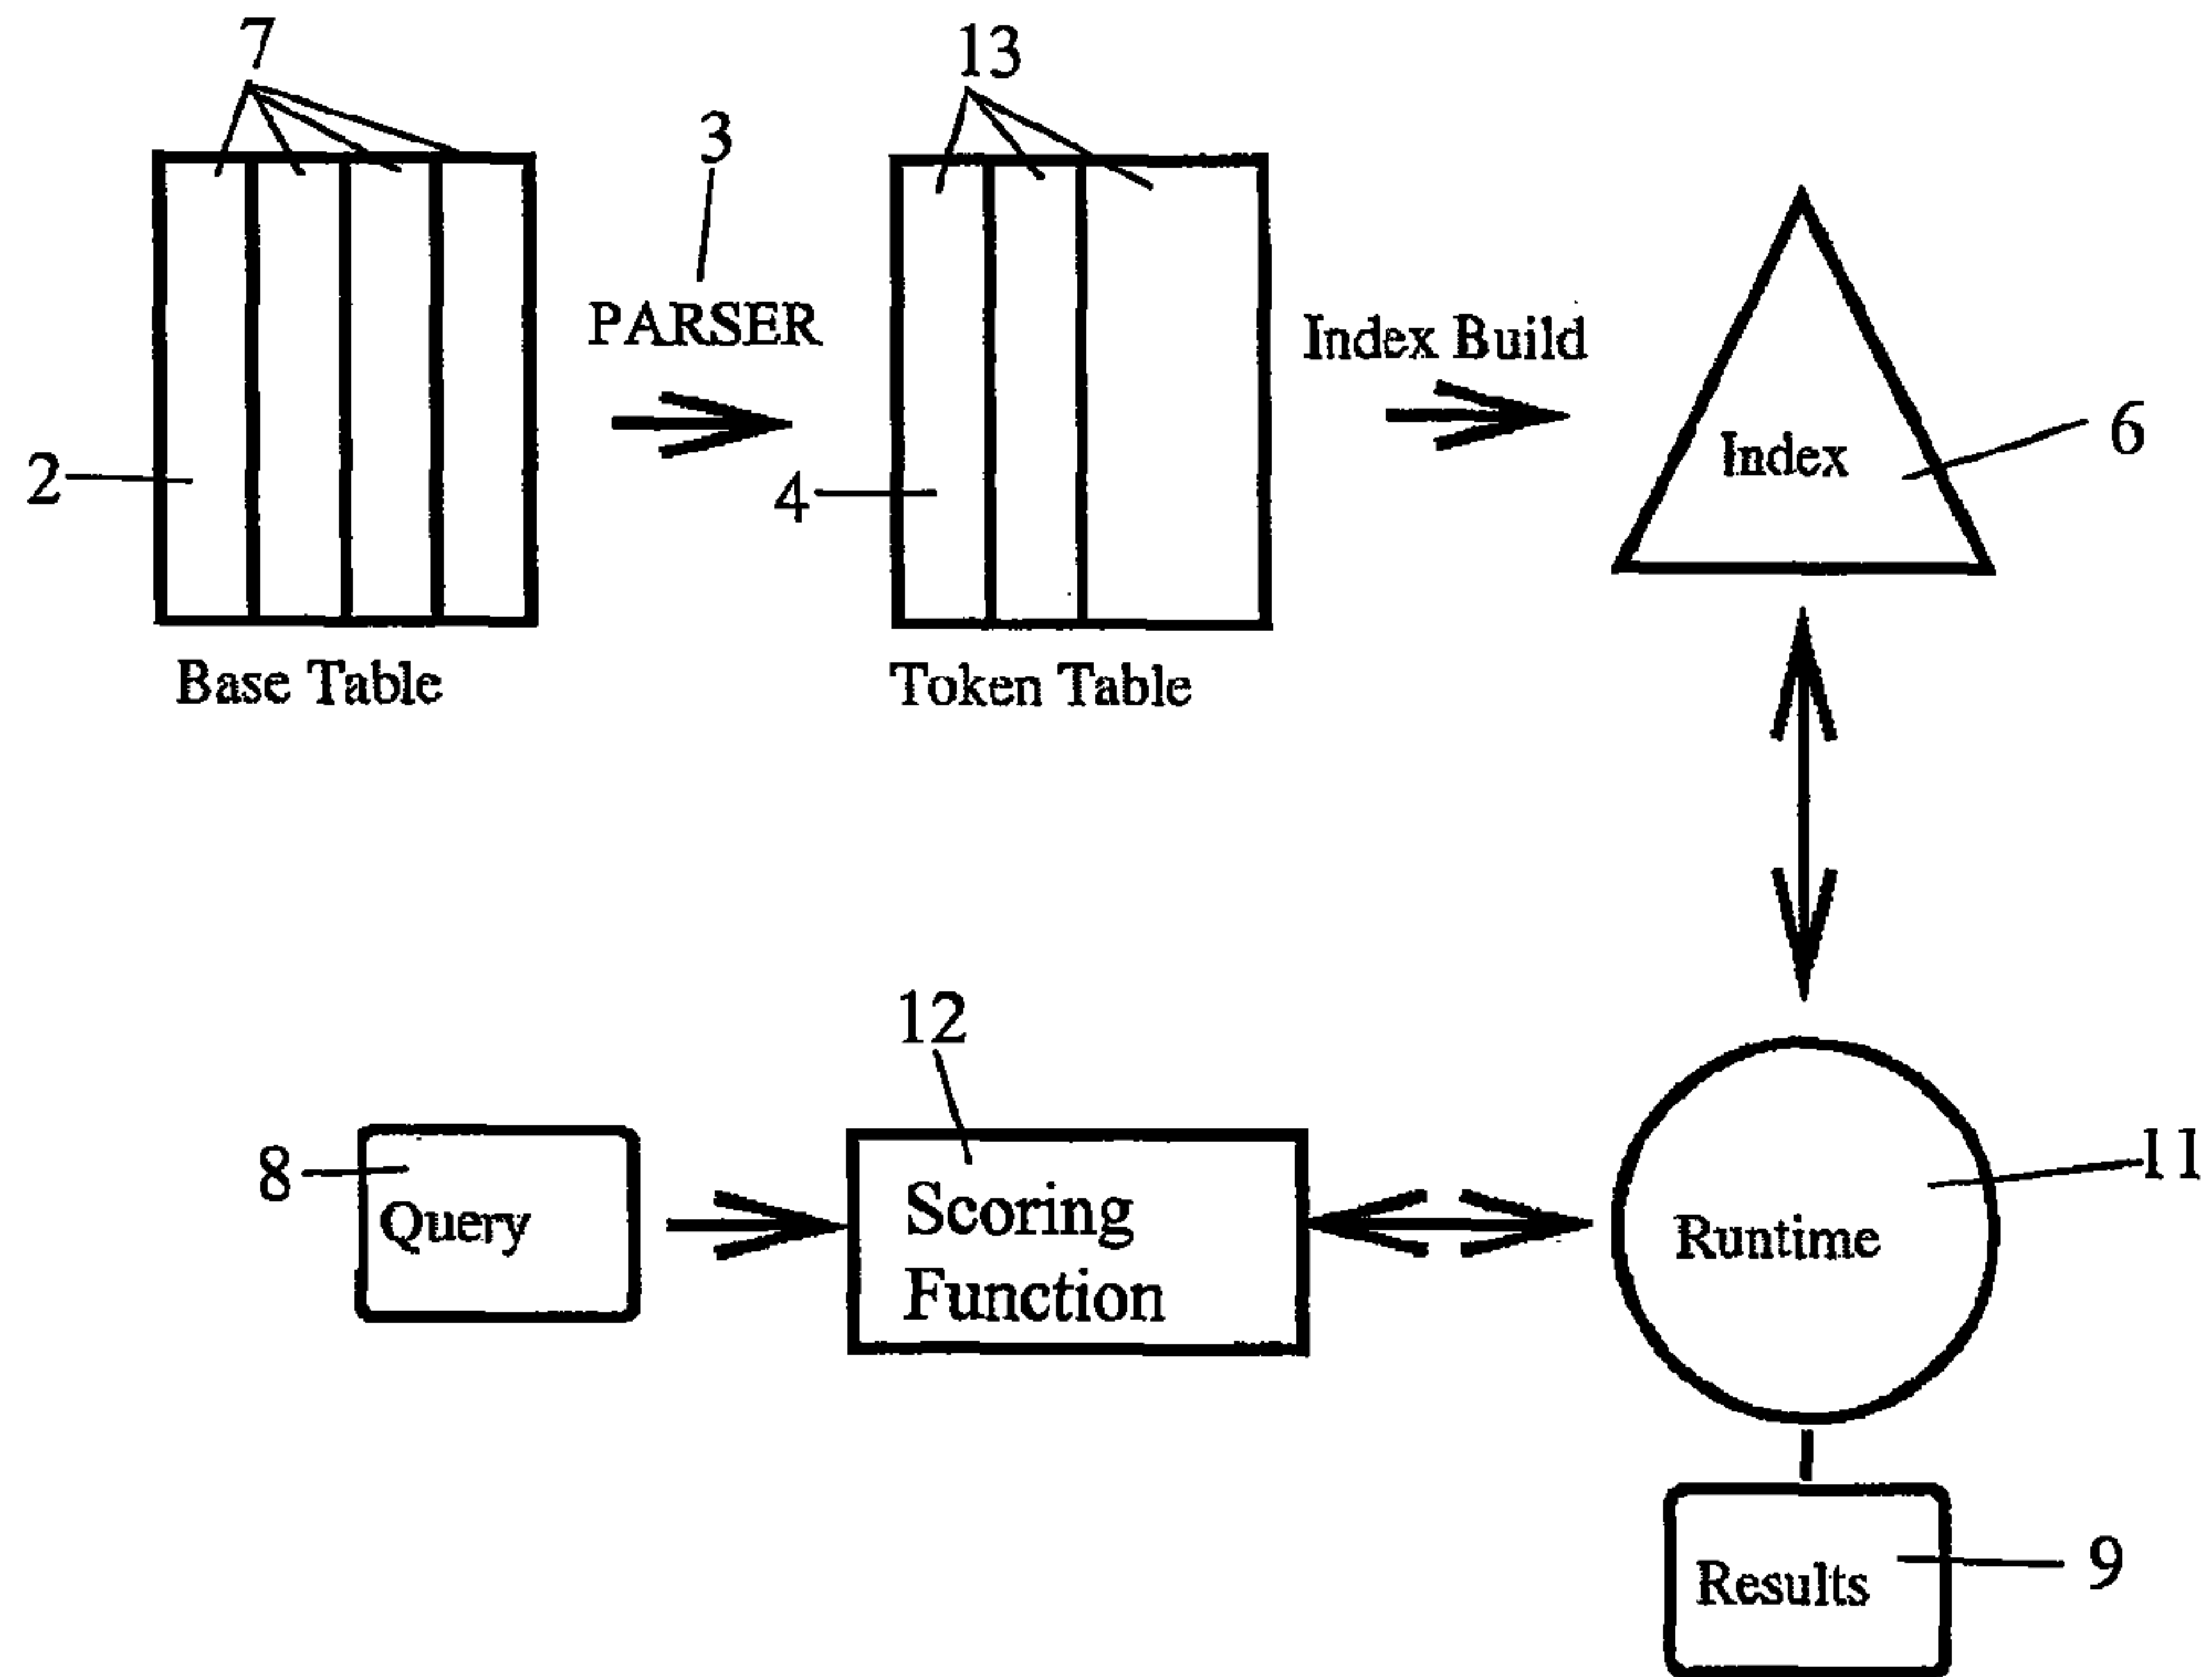 7
13
3
PARSER
Index Build
2
4
Index
6
Base Table
Token Table
12
8
Query
Scoring
Function
11
Runtime
Results
9